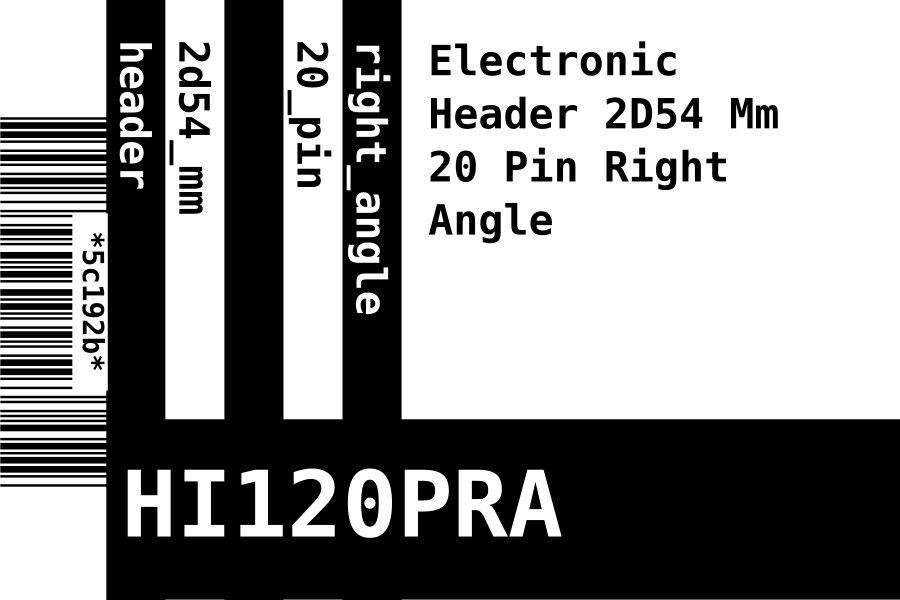 *5c192b*
header
2d54_mm
20_pin
right_angle
Electronic
Header 2D54 Mm
20 Pin Right
Angle
HI120PRA